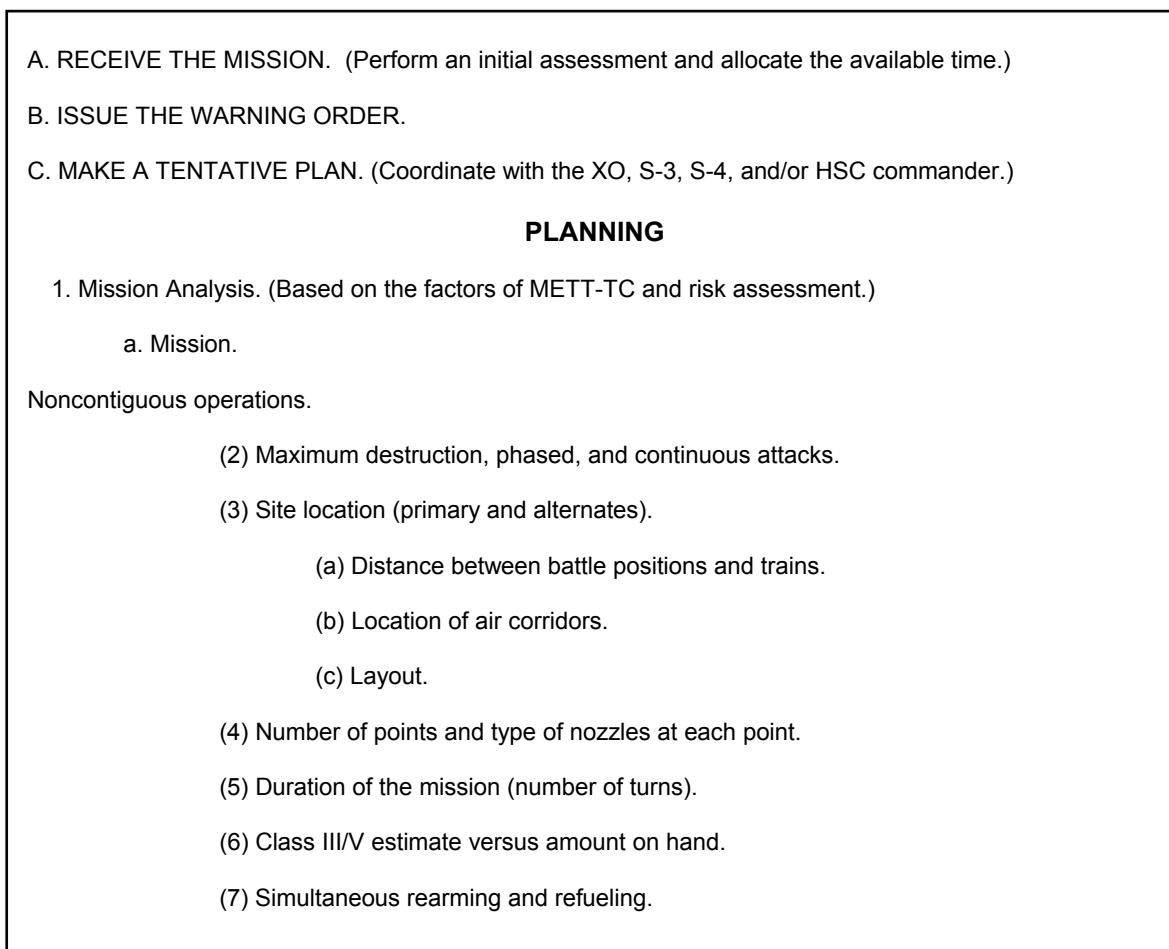 A. RECEIVE THE MISSION. (Perform an initial assessment and allocate the available time.)
B. ISSUE THE WARNING ORDER.
C. MAKE A TENTATIVE PLAN. (Coordinate with the XO, S-3, S-4, and/or HSC commander.)
PLANNING
1. Mission Analysis. (Based on the factors of METT-TC and risk assessment.)
a. Mission.
Noncontiguous operations.
(2) Maximum destruction, phased, and continuous attacks.
(3) Site location (primary and alternates).
(a) Distance between battle positions and trains.
(b) Location of air corridors.
(c) Layout.
(4) Number of points and type of nozzles at each point.
(5) Duration of the mission (number of turns).
(6) Class III/V estimate versus amount on hand.
(7) Simultaneous rearming and refueling.